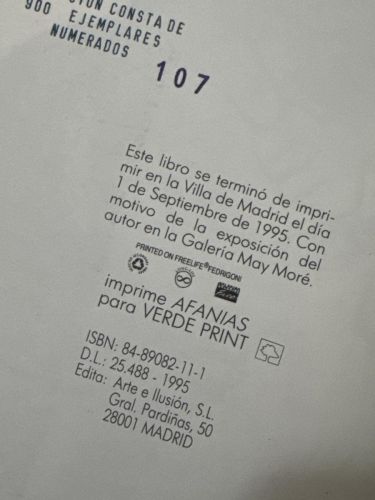 CONSTA DE
900 EJEMPLARES
NUMERADOS
107
Este libro se terminó de impri-
mir en la Villa de Madrid el día
1 de Septiembre de 1995. Con
motivo de la exposición del
autor en la Galería May Moré.
PRINTED ON FREELIFE® FEDRIGONI
imprime AFANIAS
para VERDE PRINT
ISBN: 84-89082-11-1
D.L.: 25.488 - 1995
Edita: Arte e Ilusión, S.L.
Gral. Pardiñas, 50
28001 MADRID